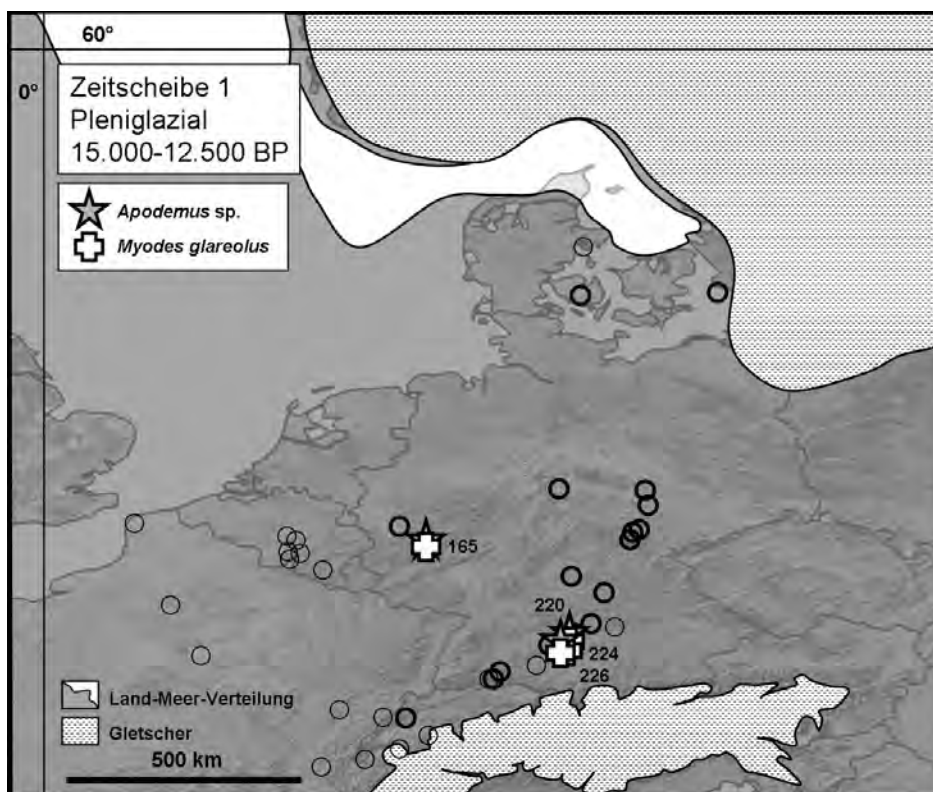 60°
0°
Zeitscheibe 1
Pleniglazial
15.000-12.500 BP
Apodemus sp.
Myodes glareolus
165
220
224
226
Land-Meer-Verteilung
Gletscher
500 km